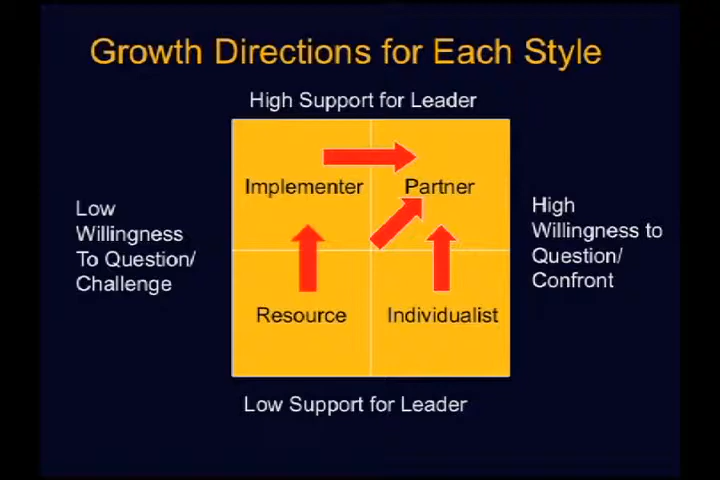 Growth Directions for Each Style
High Support for Leader
Implementer
Partner
Low
Willingness
To Question/
Challenge
High
Willingness to
Question/
Confront
Resource
Individualist
Low Support for Leader